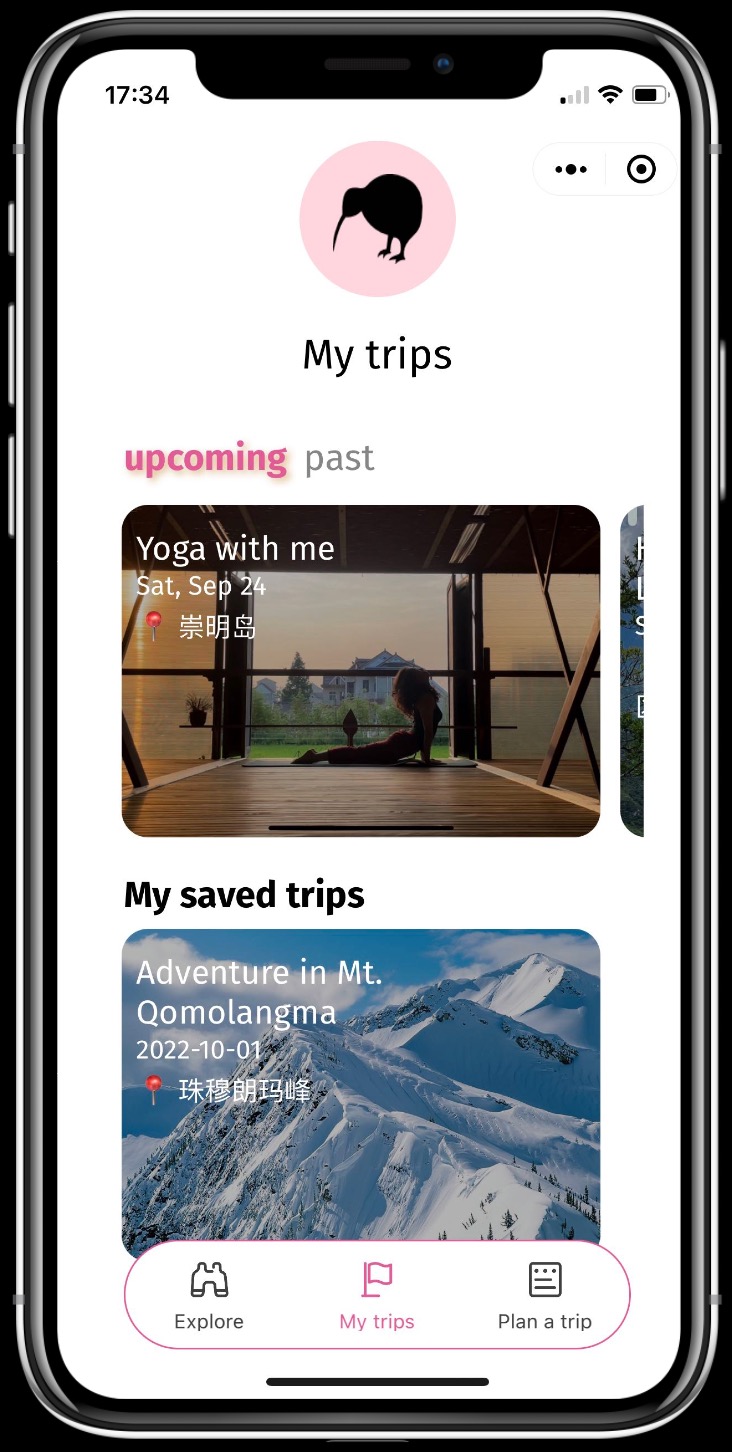 17:34
My trips
upcoming past
Yoga with me
Sat, Sep 24
崇明岛
My saved trips
Adventure in Mt.
Qomolangma
2022-10-01
珠穆朗玛峰
Explore
My trips
Plan a trip